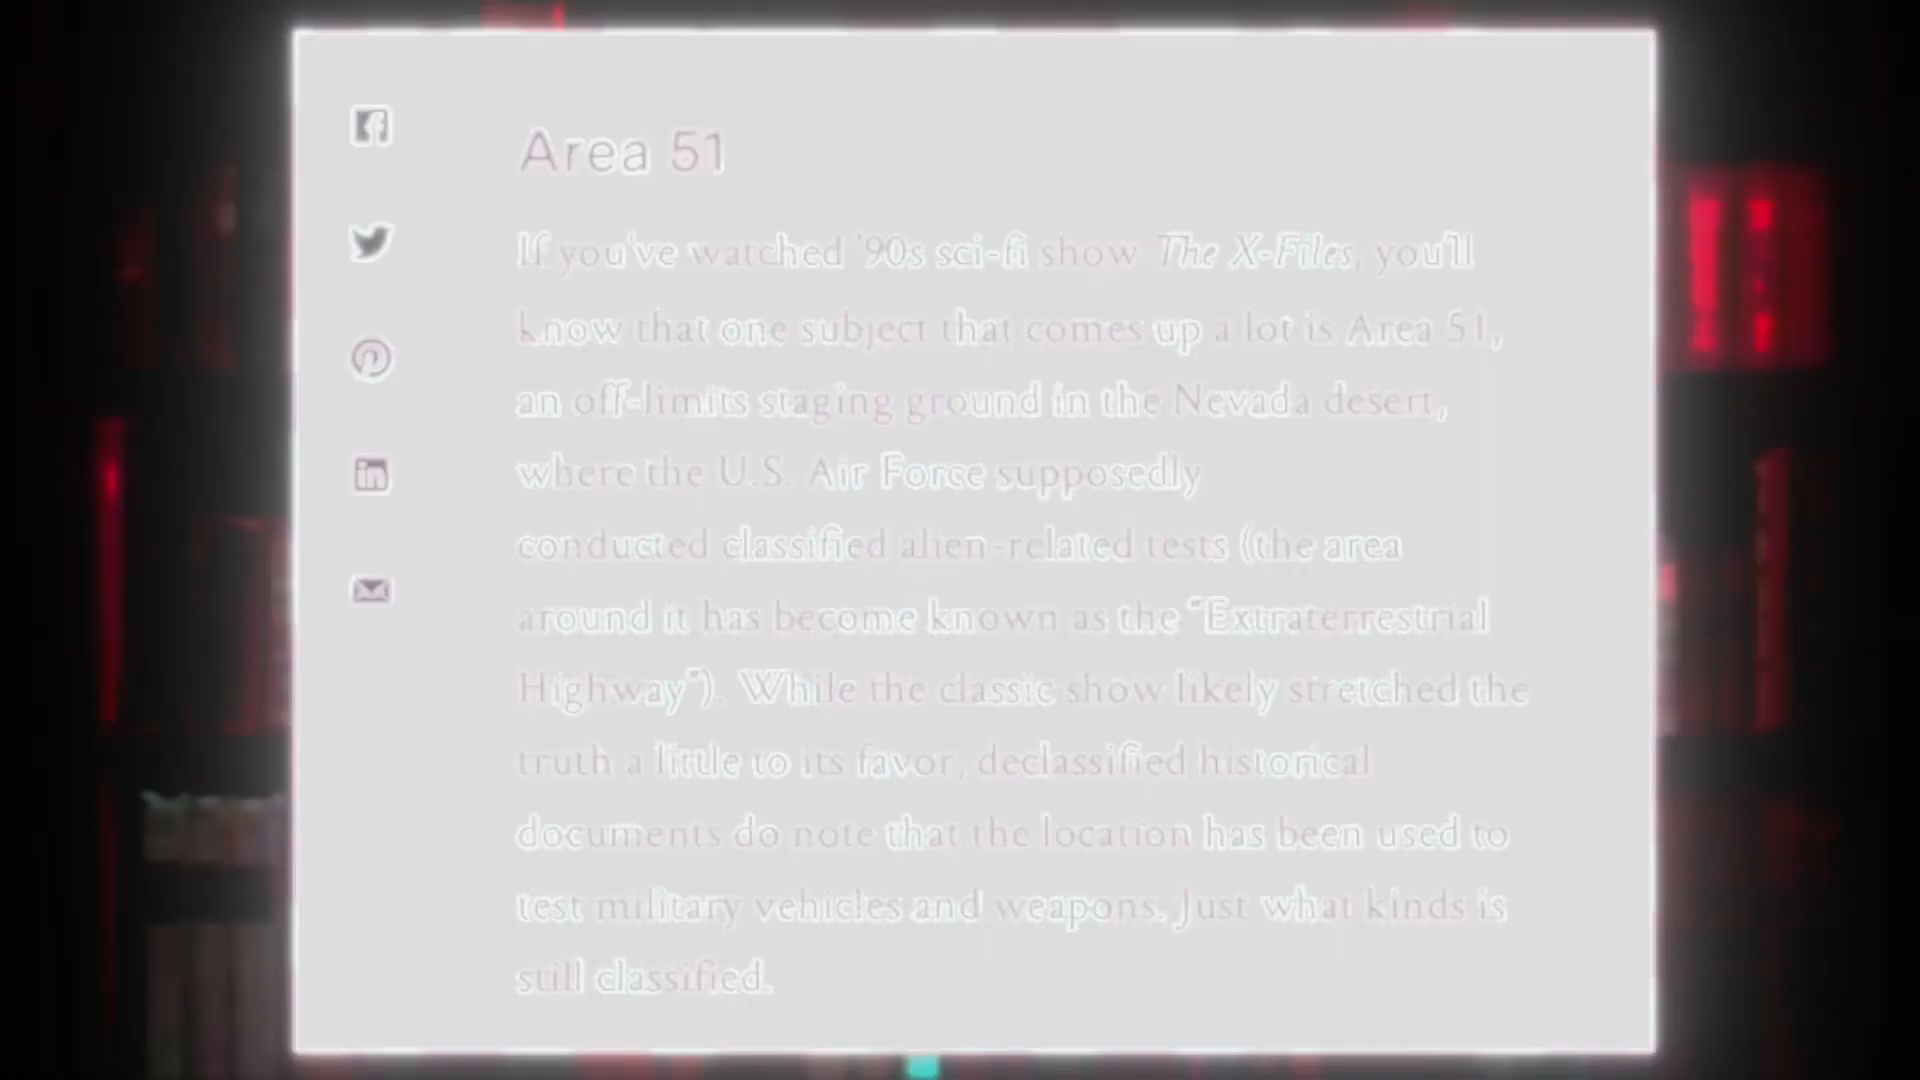 Area 51
If you've watched '90s sci-fi show The X-Files, you'll
know that one subject that comes up a lot is Area 51,
an off-limits staging ground in the Nevada desert,
where the U.S. Air Force supposedly
conducted classified alien-related tests (the area
around it has become known as the “Extraterrestrial
Highway”). While the classic show likely stretched the
truth a little to its favor, declassified historical
documents do note that the location has been used to
test military vehicles and weapons. Just what kinds is
still classified.